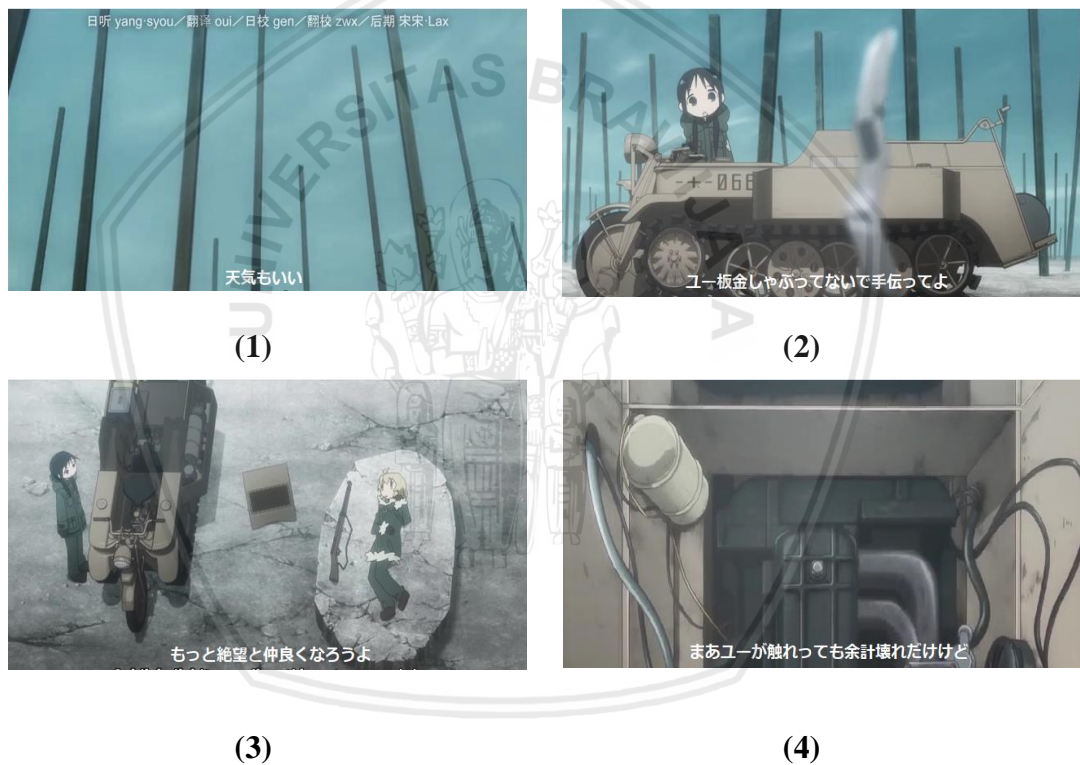 日听 yang·syou／翻译 oui／日校 gen／翻校 zwx／后期 宋宋·Lax
天気もいい
-+-066
ユー板金しゃぶってないで手伝ってよ
(1)
(2)
もっと絶望と仲良くなろうよ
まあユーが触れっても余計壊れだけけど
(3)
(4)
UNIVERSITAS BRAWIJAYA